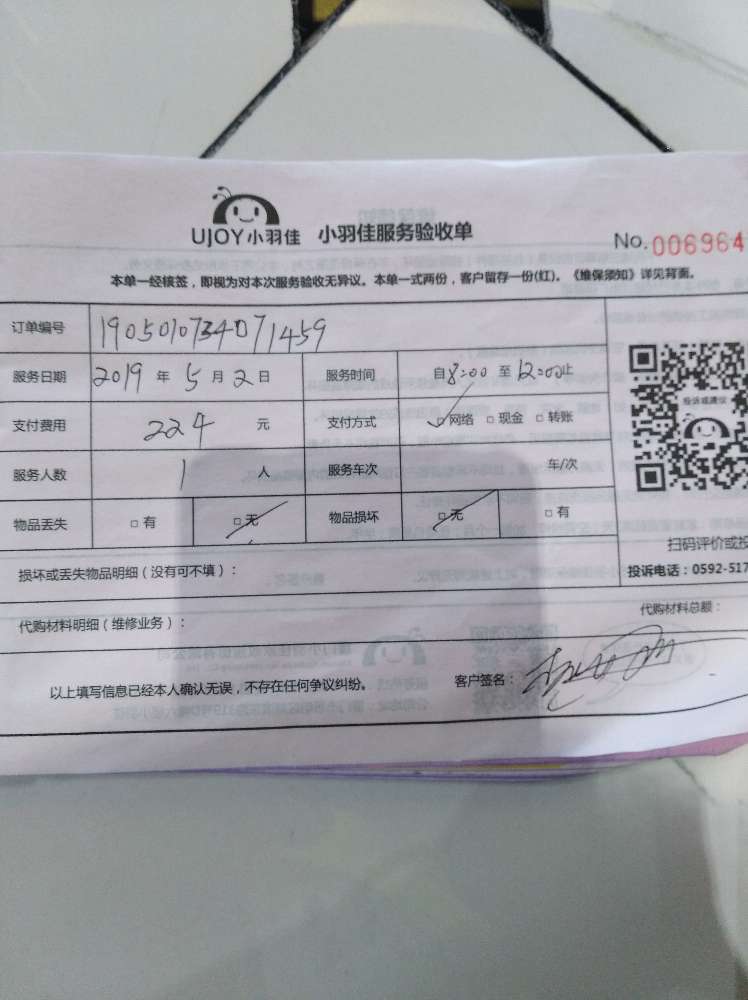 UJOY小羽佳 小羽佳服务验收单
No. 006964
本单一经核签，即视为对本次服务验收无异议。本单一式两份，客户留存一份(红)。《维保须知》详见背面。
订单编号 1905010734071459
服务日期 2019 年 5 月 2 日 服务时间 自 8:00 至 12:00 止
支付费用 224 元 支付方式 □网络 □现金 □转账
投诉或建议
服务人数 1 人 服务车次 车/次
物品丢失 □有 □无 物品损坏 □无 □有
扫码评价或投
损坏或丢失物品明细（没有可不填）：
投诉电话：0592-517
代购材料明细（维修业务）：
代购材料总额：
以上填写信息已经本人确认无误，不存在任何争议纠纷。 客户签名：